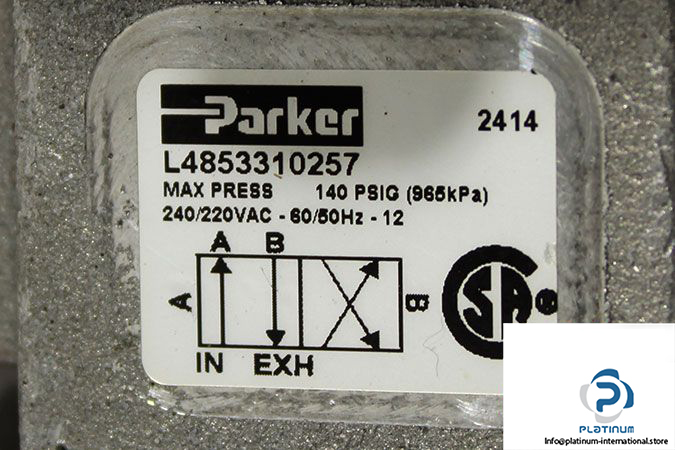 Parker
2414
L4853310257
MAX PRESS 140 PSIG (965kPa)
240/220VAC - 60/50Hz - 12
A B
A
B
IN EXH
SA
®
PLATINUM
Info@platinum-international.store